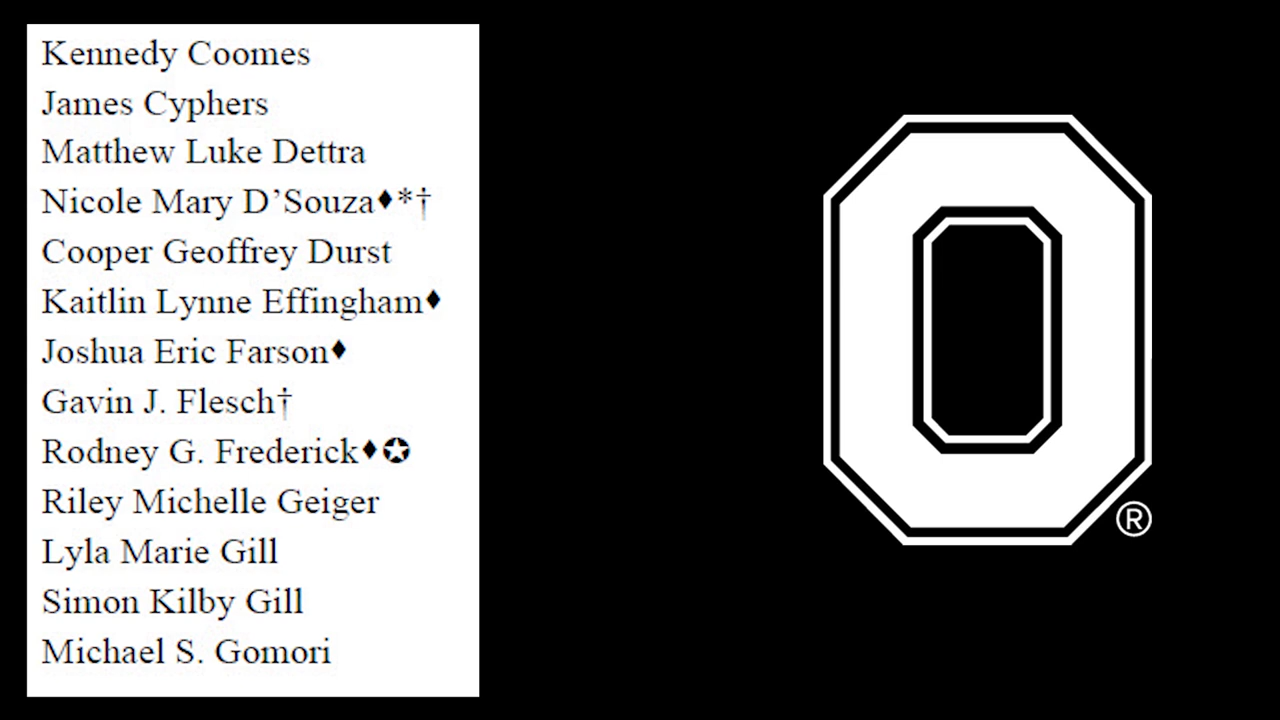 Kennedy Coomes
James Cyphers
Matthew Luke Dettra
Nicole Mary D’Souza♦*†
Cooper Geoffrey Durst
Kaitlin Lynne Effingham♦
Joshua Eric Farson♦
Gavin J. Flesch†
Rodney G. Frederick♦✪
Riley Michelle Geiger
Lyla Marie Gill
Simon Kilby Gill
Michael S. Gomori
O
®